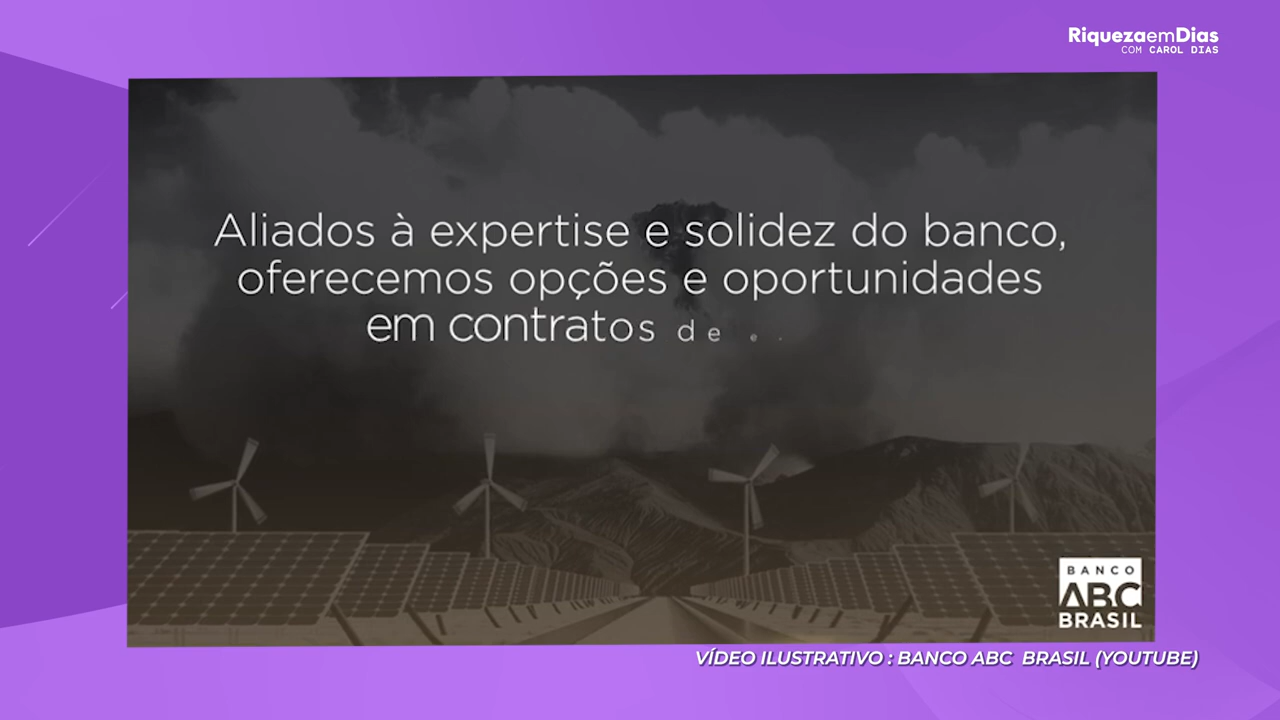 RiquezaemDias
COM CAROL DIAS
Aliados à expertise e solidez do banco,
oferecemos opções e oportunidades
em contratos de e
BANCO
ABC
BRASIL
VÍDEO ILUSTRATIVO : BANCO ABC BRASIL (YOUTUBE)